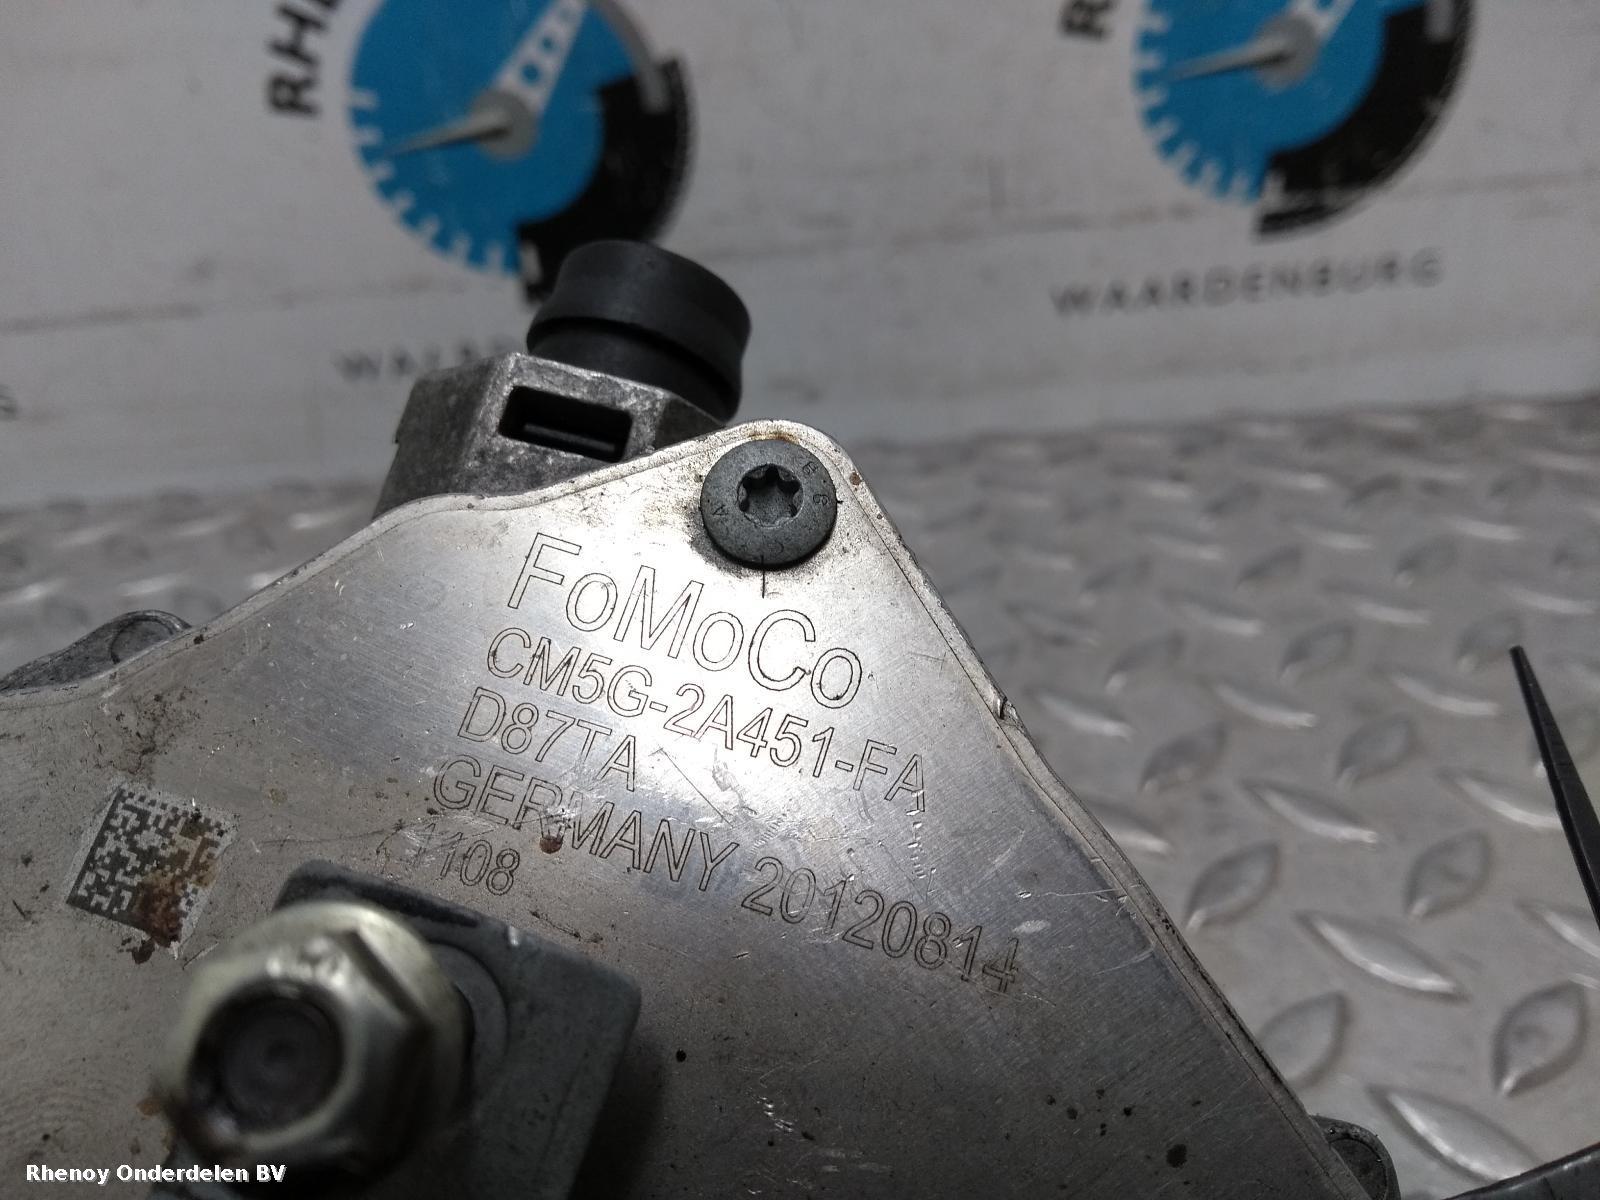 WAARDENBURG
FoMoCo
CM5G-2A451-FA
D87TA
GERMANY 20120814
1108
Rhenoy Onderdelen BV